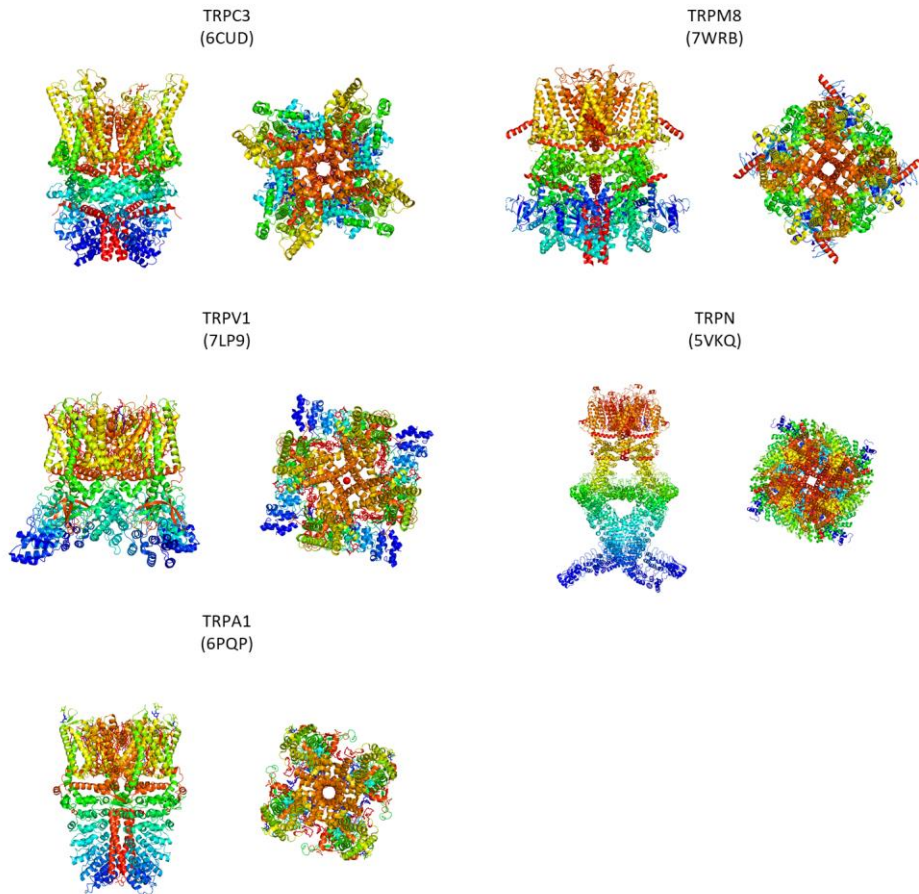 TRPC3
(6CUD)
TRPM8
(7WRB)
TRPV1
(7LP9)
TRPN
(5VKQ)
TRPA1
(6PQP)